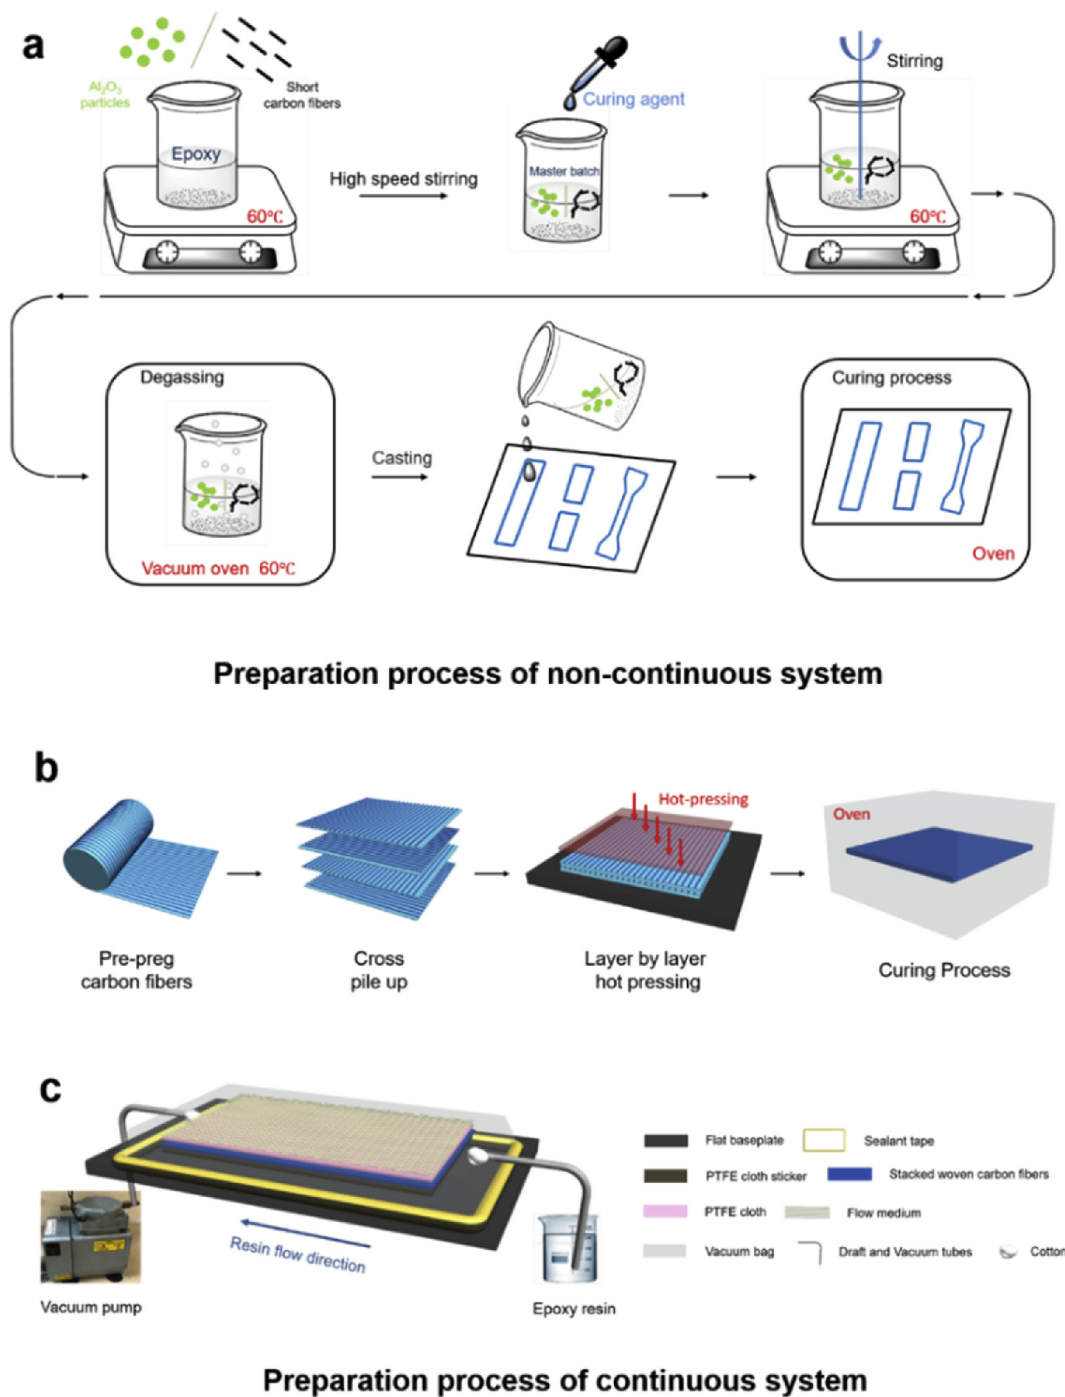 a
Al₂O₃
particles
Short
carbon fibers
Epoxy
60℃
High speed stirring
Curing agent
Master batch
Stirring
60℃
Degassing
Vacuum oven 60℃
Casting
Curing process
Oven
Preparation process of non-continuous system
b
Pre-preg
carbon fibers
Cross
pile up
Hot-pressing
Layer by layer
hot pressing
Oven
Curing Process
c
Resin flow direction
Vacuum pump
Epoxy resin
Flat baseplate
Sealant tape
PTFE cloth sticker
Stacked woven carbon fibers
PTFE cloth
Flow medium
Vacuum bag
Draft and Vacuum tubes
Cotton
Preparation process of continuous system